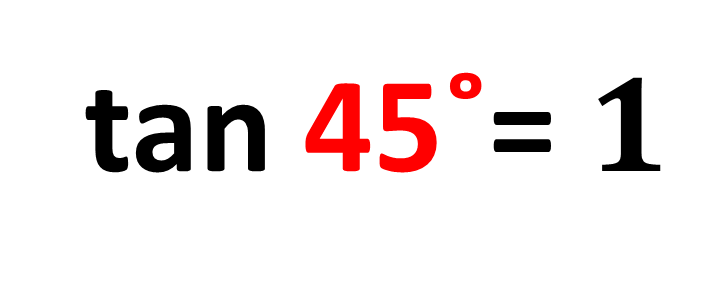 tan 45° = 1